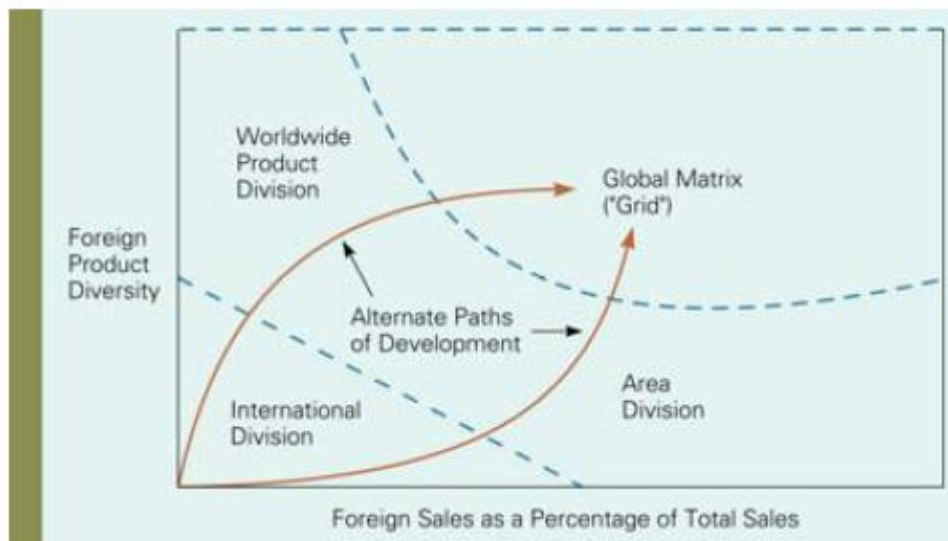 Worldwide
Product
Division
Global Matrix
("Grid")
Foreign
Product
Diversity
Alternate Paths
of Development
International
Division
Area
Division
Foreign Sales as a Percentage of Total Sales